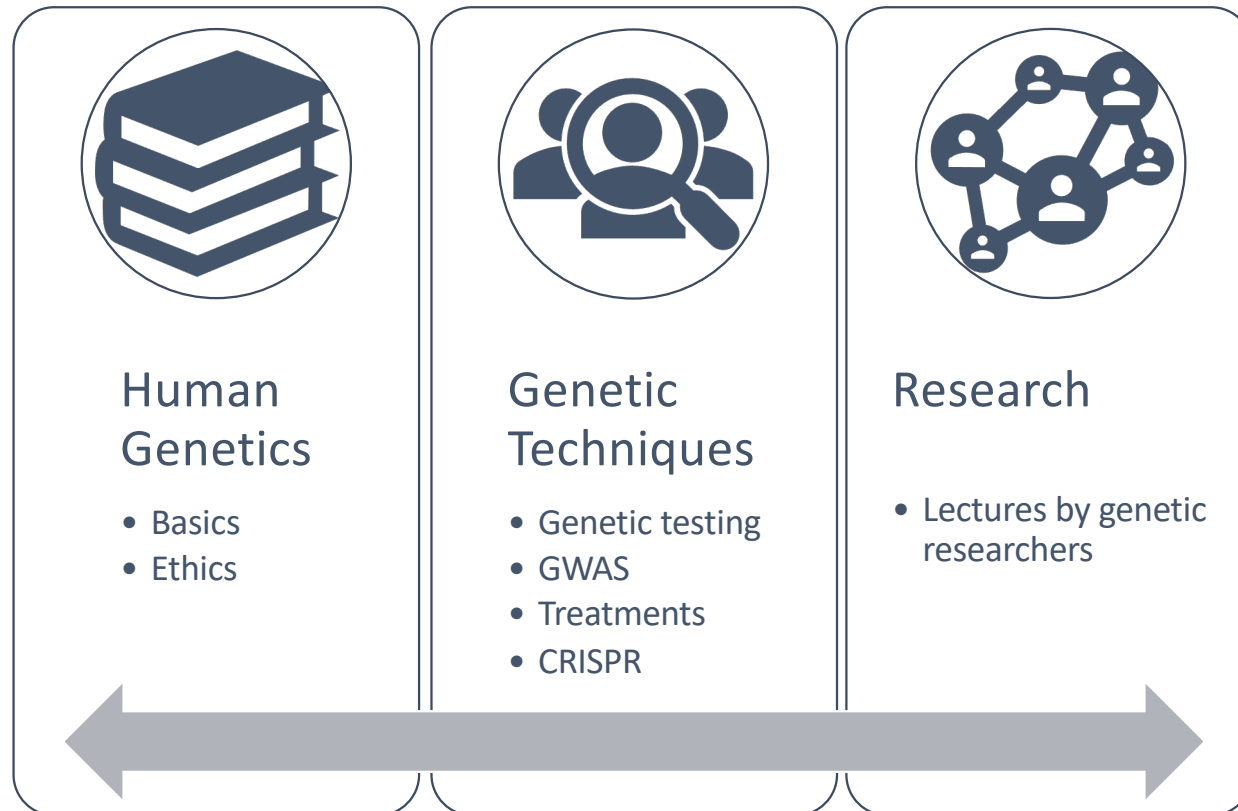 Human
Genetics
• Basics
• Ethics
Genetic
Techniques
• Genetic testing
• GWAS
• Treatments
• CRISPR
Research
• Lectures by genetic
researchers